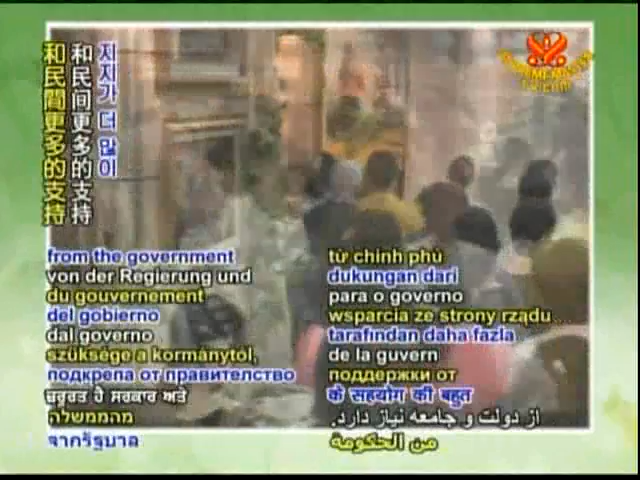 和民間更多的支持
和民间更多的支持
지지가 더 많이
SUPREMEMASTER
TV.COM
from the government
von der Regierung und
du gouvernement
del gobierno
dal governo
szüksége a kormánytól,
подкрепа от правителство
ਜ਼ਰੂਰਤ ਹੈ ਸਰਕਾਰ ਅਤੇ
מהממשלה
จากรัฐบาล
từ chính phủ
dukungan dari
para o governo
wsparcia ze strony rządu...
tarafindan daha fazla
de la guvern
поддержки от
के सहयोग की बहुत
از دولت و جامعه نیاز دارد.
من الحكومة